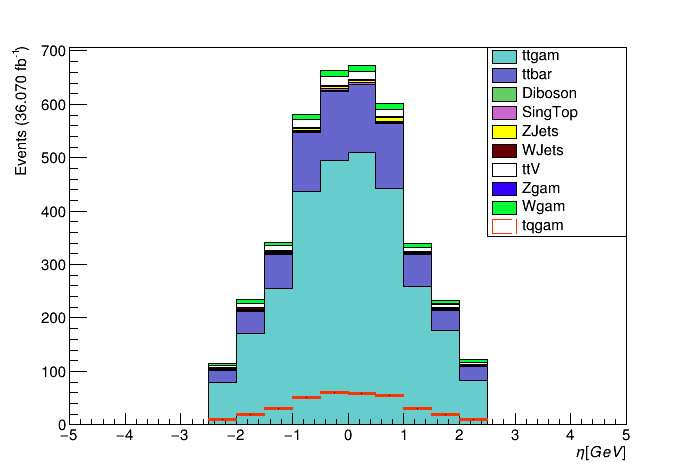 Events (36.070 fb⁻¹)
700
600
500
400
300
200
100
0
−5 −4 −3 −2 −1 0 1 2 3 4 5
η[GeV]
ttgam
ttbar
Diboson
SingTop
ZJets
WJets
ttV
Zgam
Wgam
tqgam